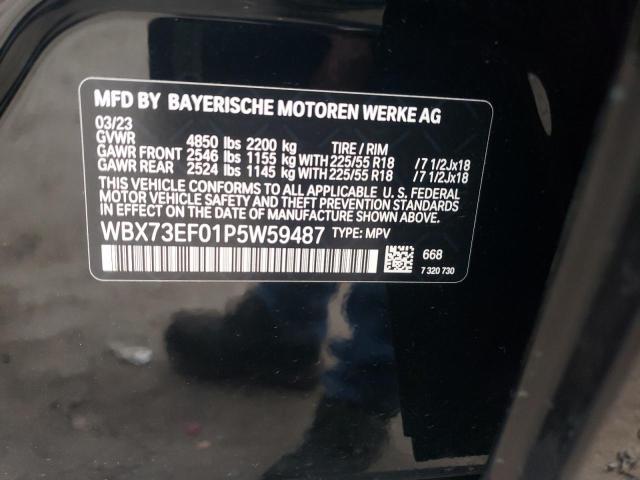 MFD BY BAYERISCHE MOTOREN WERKE AG
03/23
GVWR 4850 lbs 2200 kg TIRE / RIM
GAWR FRONT 2546 lbs 1155 kg WITH 225/55 R18 /7 1/2Jx18
GAWR REAR 2524 lbs 1145 kg WITH 225/55 R18 /7 1/2Jx18
THIS VEHICLE CONFORMS TO ALL APPLICABLE U. S. FEDERAL
MOTOR VEHICLE SAFETY AND THEFT PREVENTION STANDARDS
IN EFFECT ON THE DATE OF MANUFACTURE SHOWN ABOVE.
WBX73EF01P5W59487 TYPE: MPV
668
7 320 730